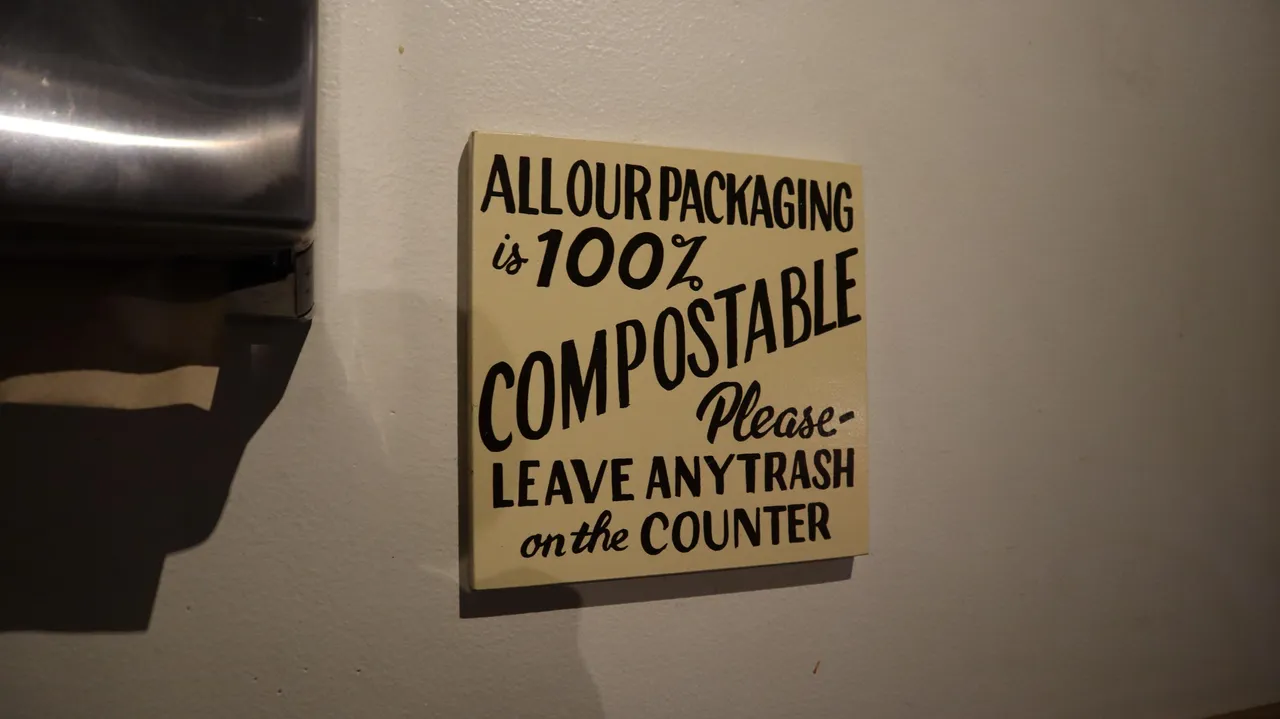 ALL OUR PACKAGING
is 100%
COMPOSTABLE
Please-
LEAVE ANY TRASH
on the COUNTER